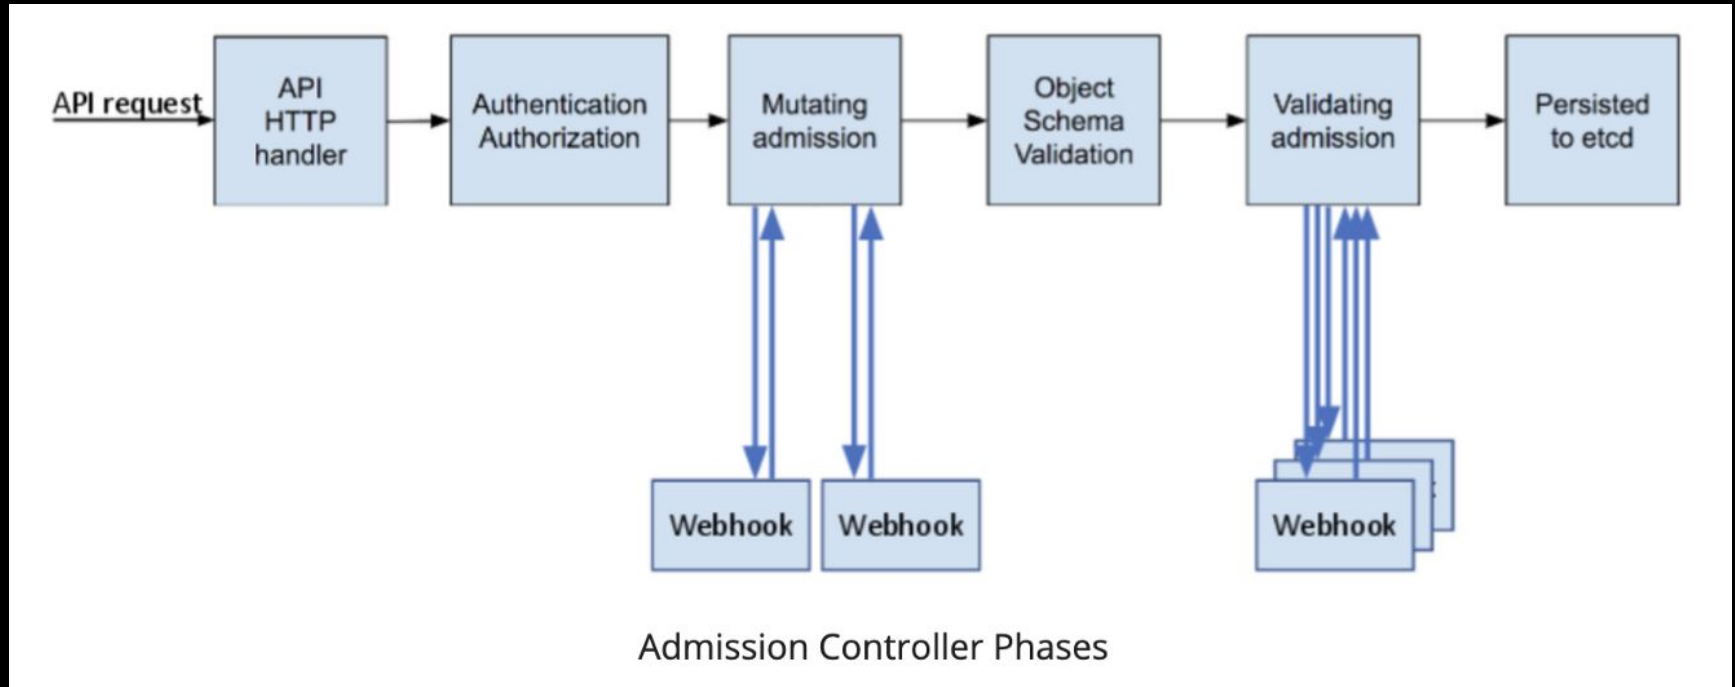 API request
API
HTTP
handler
Authentication
Authorization
Mutating
admission
Object
Schema
Validation
Validating
admission
Persisted
to etcd
Webhook
Webhook
Webhook
Admission Controller Phases